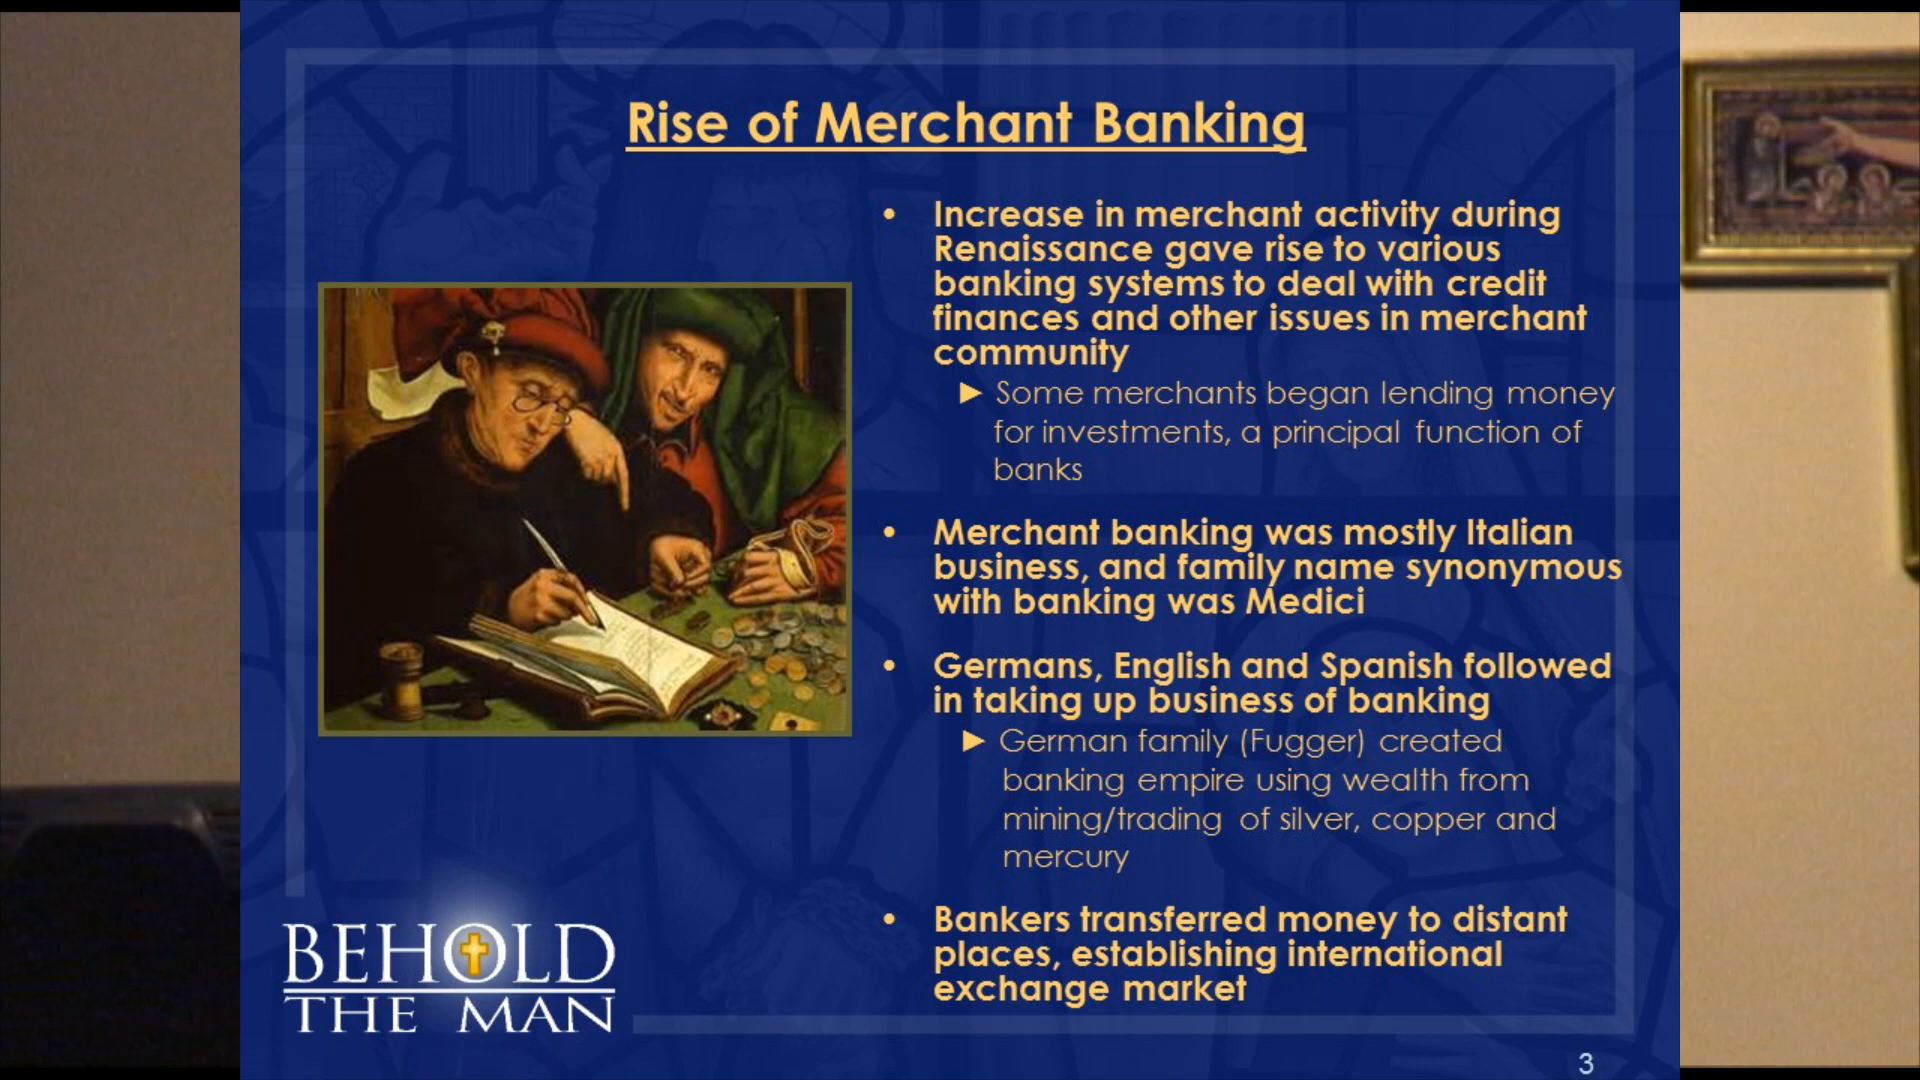 Rise of Merchant Banking
• Increase in merchant activity during
Renaissance gave rise to various
banking systems to deal with credit
finances and other issues in merchant
community
► Some merchants began lending money
for investments, a principal function of
banks
• Merchant banking was mostly Italian
business, and family name synonymous
with banking was Medici
• Germans, English and Spanish followed
in taking up business of banking
► German family (Fugger) created
banking empire using wealth from
mining/trading of silver, copper and
mercury
• Bankers transferred money to distant
places, establishing international
exchange market
BEHOLD
THE MAN
3